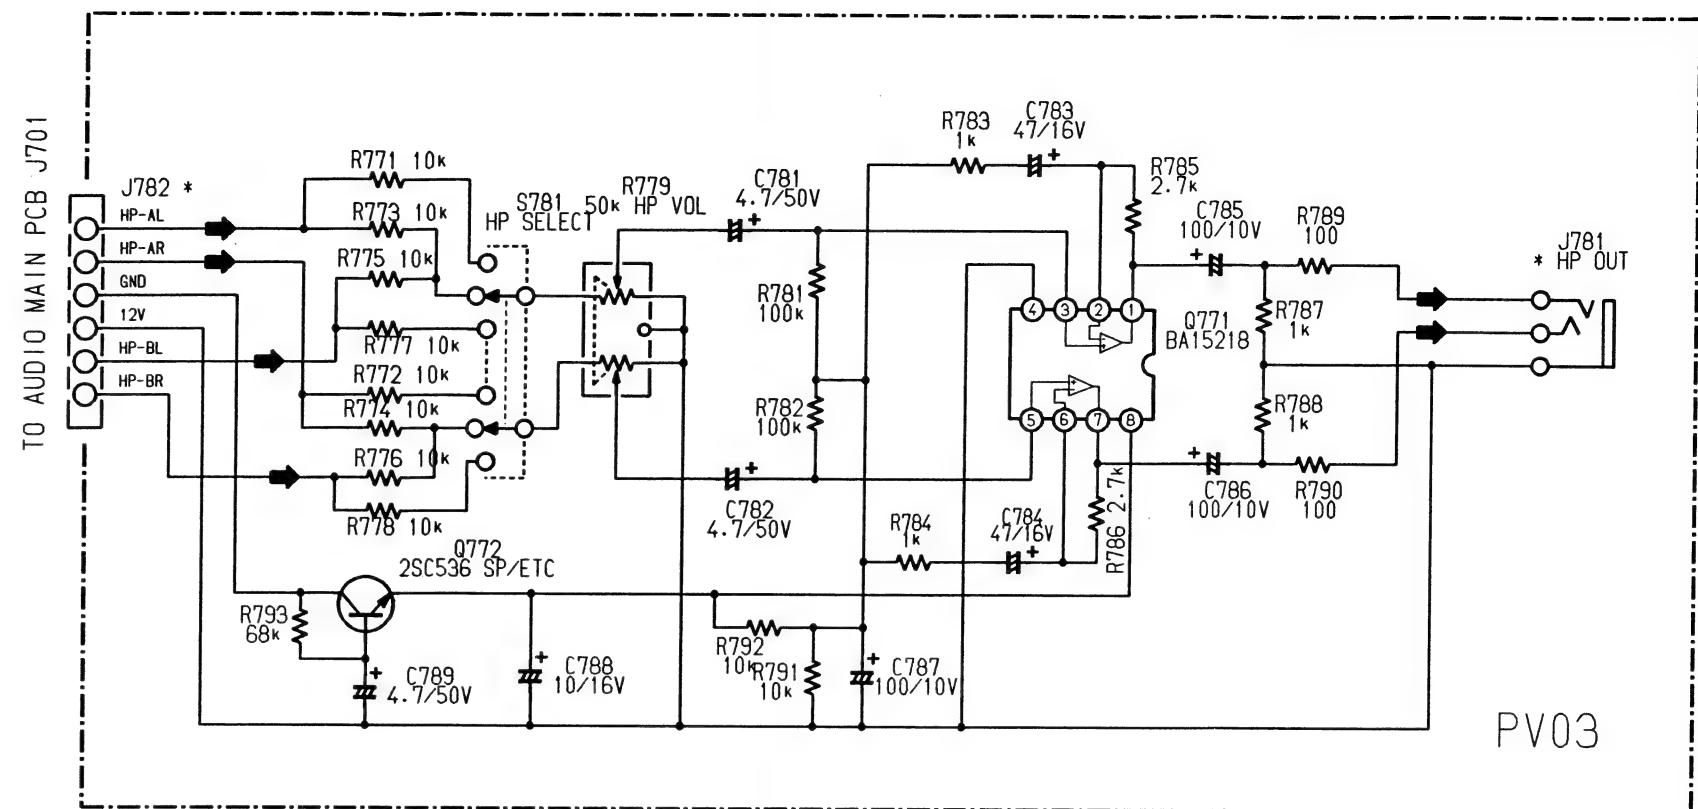 TO AUDIO MAIN PCB J701
J782 *
HP-AL
HP-AR
GND
12V
HP-BL
HP-BR
R771 10k
R773 10k
R775 10k
R777 10k
R772 10k
R774 10k
R776 10k
R778 10k
S781
HP SELECT
R779
50k HP VOL
C781
4.7/50V
R781
100k
R782
100k
C782
4.7/50V
R783
1k
C783
47/16V
R785
2.7k
4
3
2
1
Q771
BA15218
5
6
7
8
R784
1k
C784
47/16V
R786 2.7k
C785
100/10V
R789
100
R787
1k
R788
1k
C786
100/10V
R790
100
J781
* HP OUT
Q772
2SC536 SP/ETC
R793
68k
C789
4.7/50V
C788
10/16V
R792
10k
R791
10k
C787
100/10V
PV03